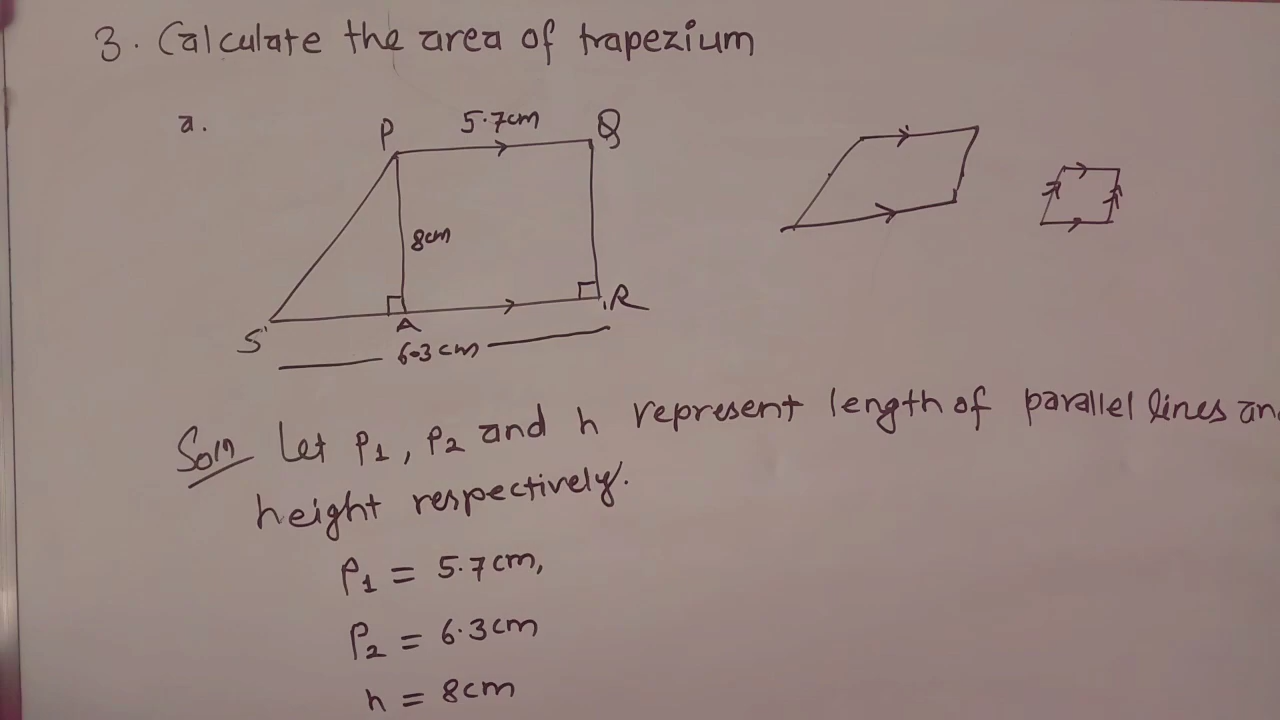 3. Calculate the area of trapezium
a.
P 5.7cm Q
8cm
S A R
6.3cm
Soln Let P1, P2 and h represent length of parallel lines an
height respectively.
P1 = 5.7cm,
P2 = 6.3cm
h = 8cm